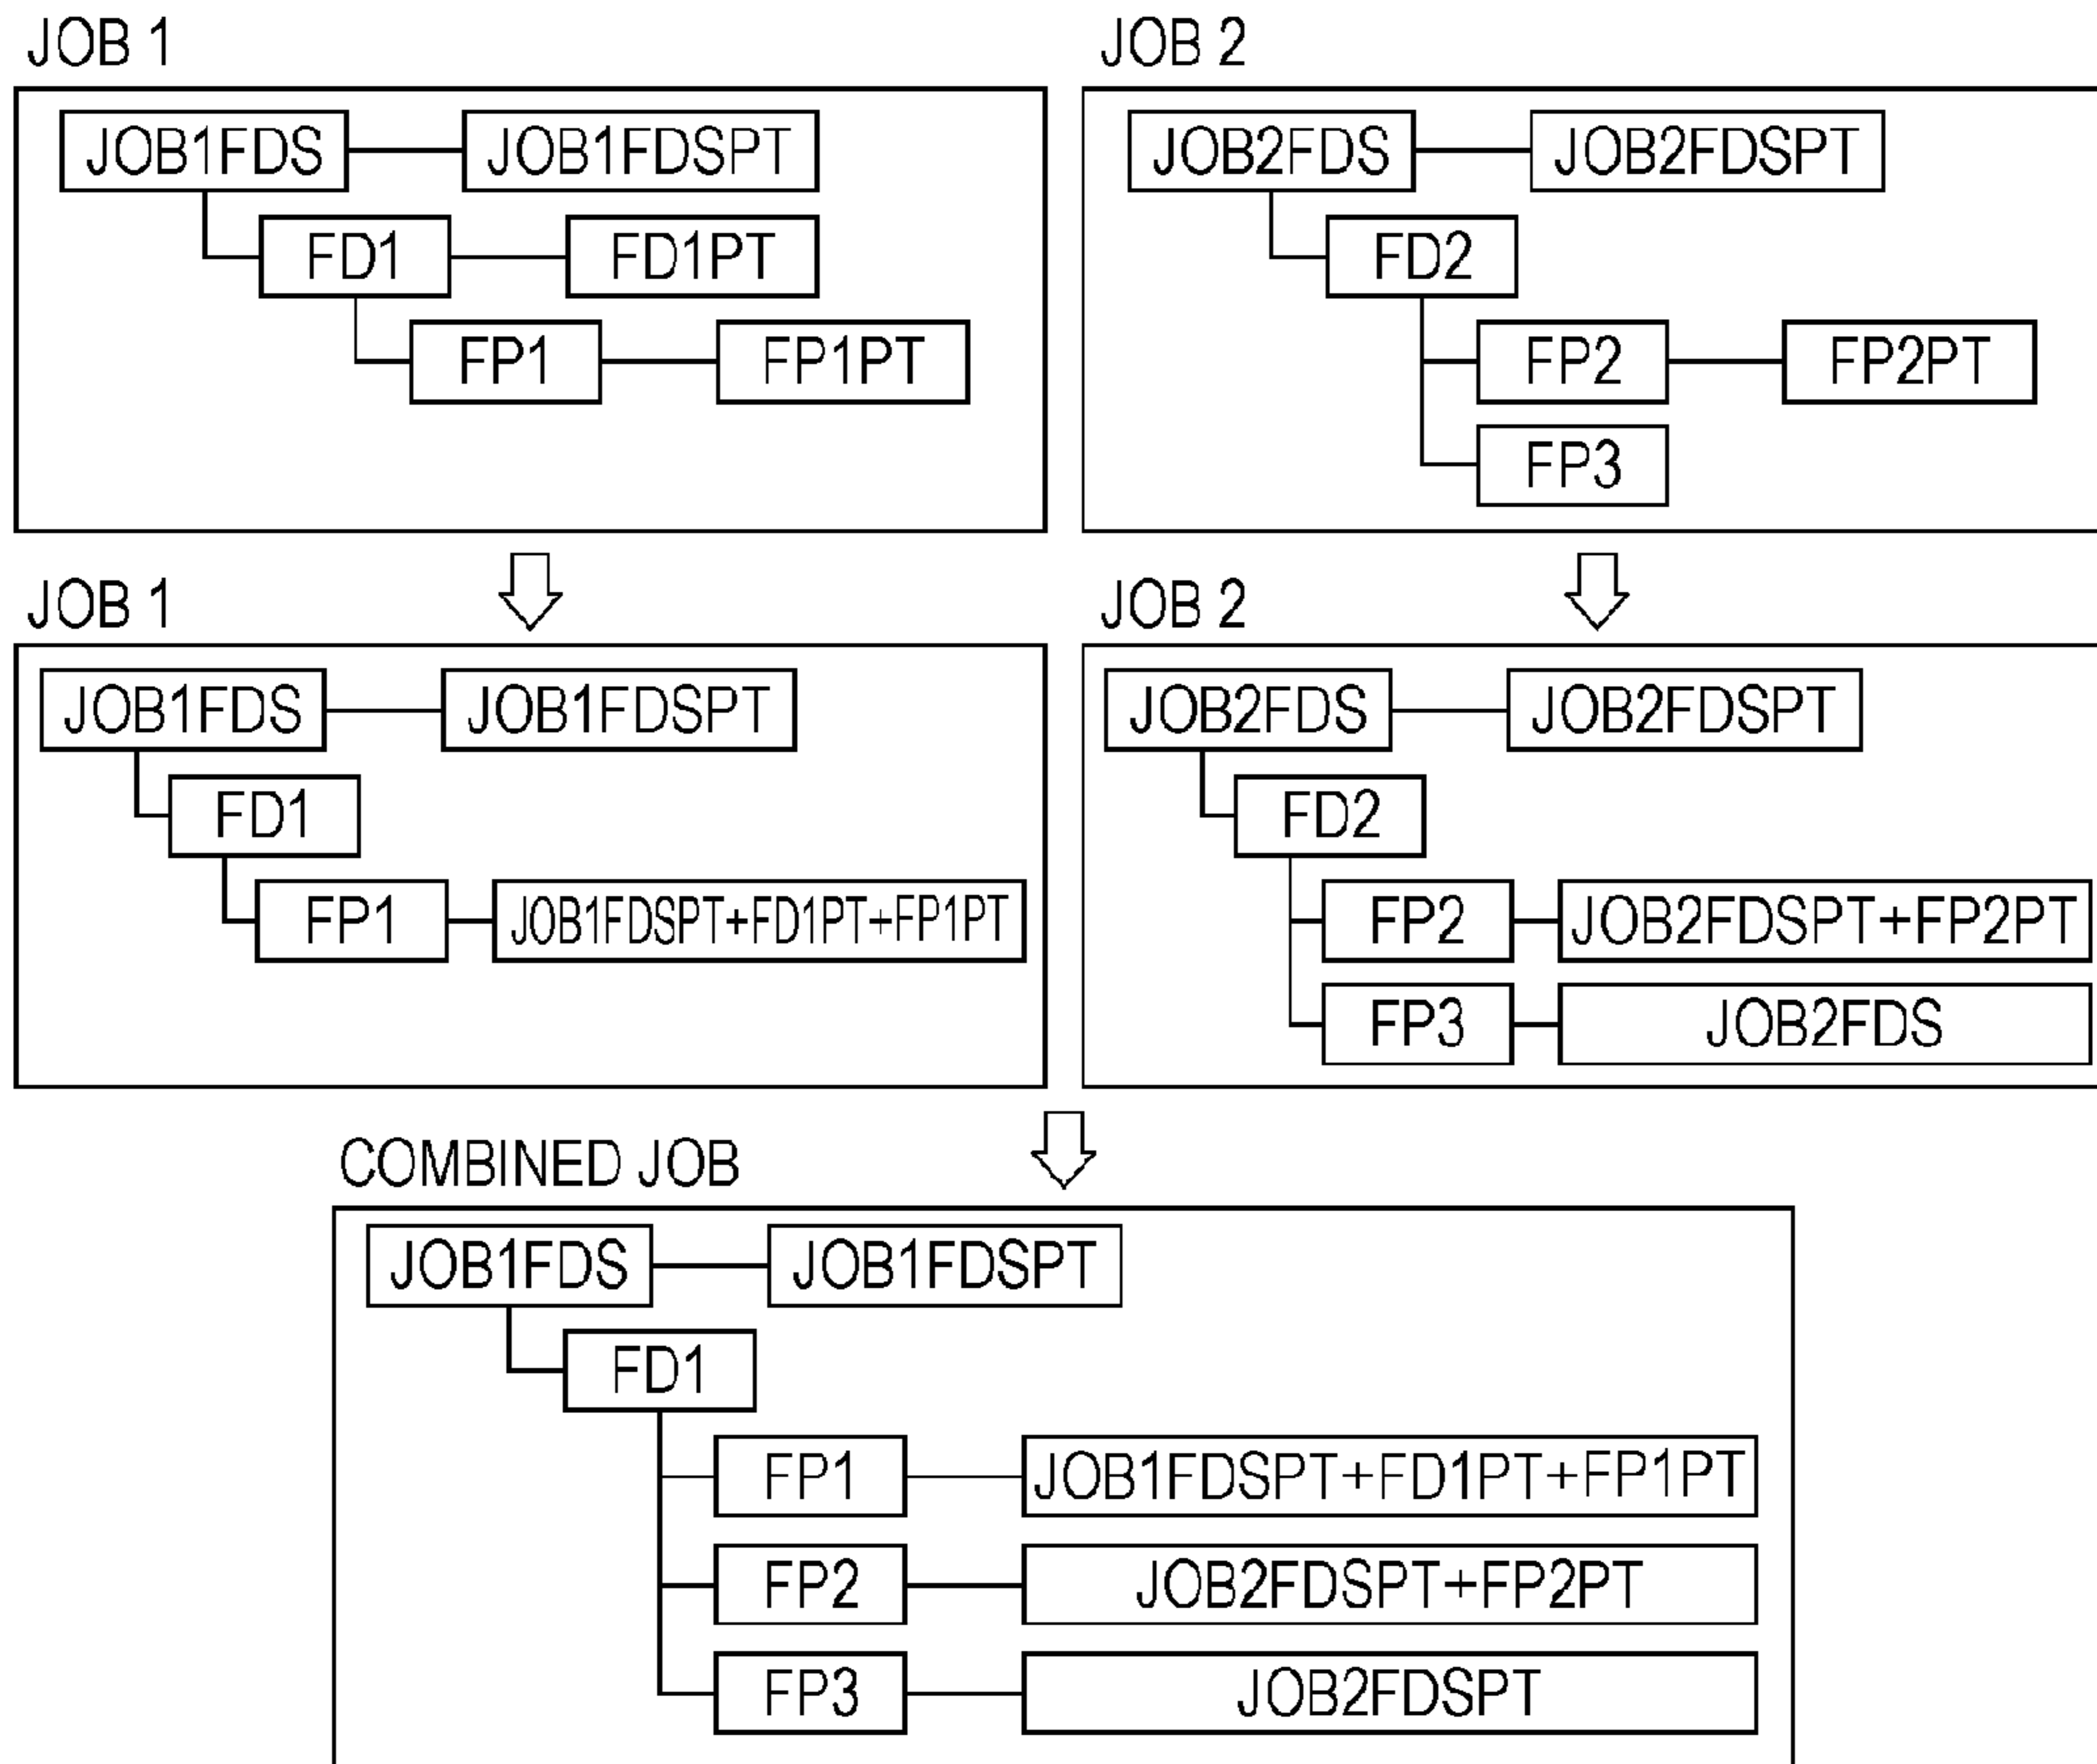 JOB 1
JOB1FDS JOB1FDSPT
FD1 FD1PT
FP1 FP1PT
JOB 2
JOB2FDS JOB2FDSPT
FD2
FP2 FP2PT
FP3
JOB 1
JOB1FDS JOB1FDSPT
FD1
FP1 JOB1FDSPT+FD1PT+FP1PT
JOB 2
JOB2FDS JOB2FDSPT
FD2
FP2 JOB2FDSPT+FP2PT
FP3 JOB2FDS
COMBINED JOB
JOB1FDS JOB1FDSPT
FD1
FP1 JOB1FDSPT+FD1PT+FP1PT
FP2 JOB2FDSPT+FP2PT
FP3 JOB2FDSPT